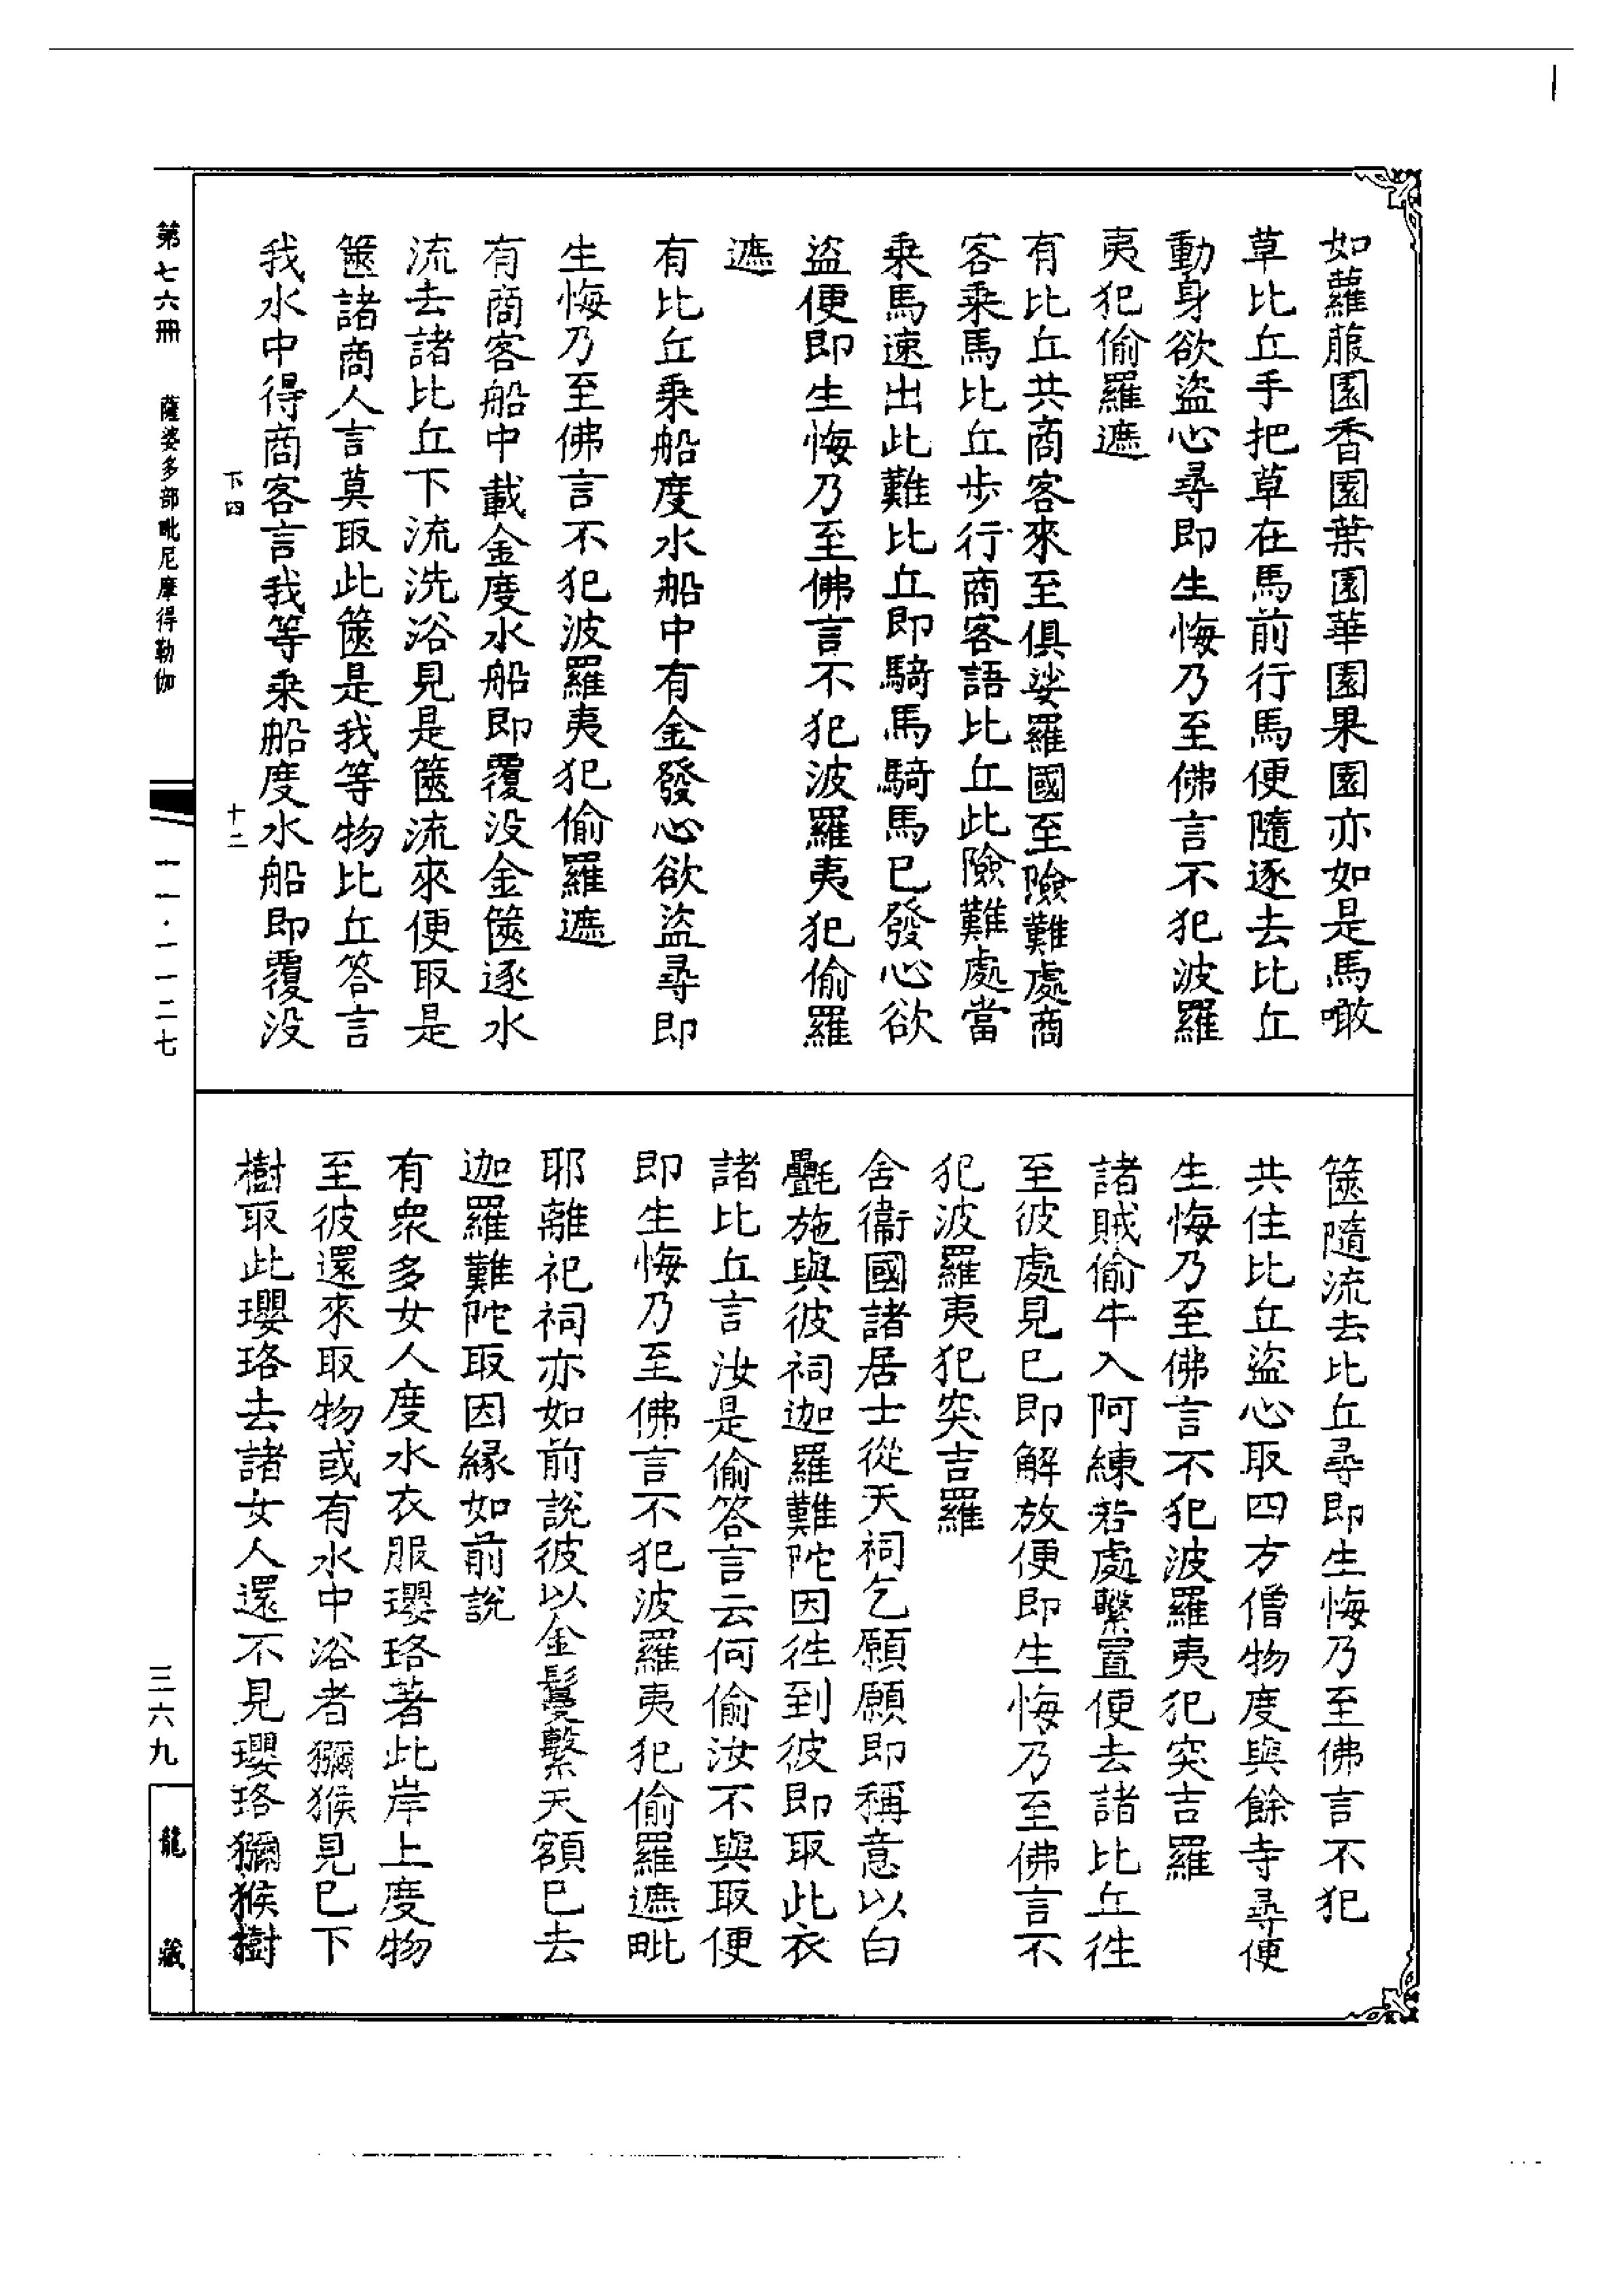 如蘿菔園香園葉園華園果園亦如是馬噉
草比丘手把草在馬前行馬便隨逐去比丘
動身欲盜心尋即生悔乃至佛言不犯波羅
夷犯偷羅遮
有比丘共商客來至俱娑羅國至險難處商
客乘馬比丘步行商客語比丘此險難處當
乘馬速出此難比丘即騎馬騎馬已發心欲
盜便即生悔乃至佛言不犯波羅夷犯偷羅
遮
有比丘乘船度水船中有金發心欲盜尋即
生悔乃至佛言不犯波羅夷犯偷羅遮
有商客船中載金度水船即覆没金篋逐水
流去諸比丘下流洗浴見是篋流來便取是
篋諸商人言莫取此篋是我等物比丘答言
我水中得商客言我等乘船度水船即覆没
篋隨流去比丘尋即生悔乃至佛言不犯
共住比丘盜心取四方僧物度與餘寺尋便
生悔乃至佛言不犯波羅夷犯突吉羅
諸賊偷牛入阿練若處繫置便去諸比丘往
至彼處見已即解放便即生悔乃至佛言不
犯波羅夷犯突吉羅
舍衞國諸居士從天祠乞願願即稱意以白
氎施與彼祠迦羅難陀因往到彼即取此衣
諸比丘言汝是偷答言云何偷汝不與取便
即生悔乃至佛言不犯波羅夷犯偷羅遮毗
耶離祀祠亦如前說彼以金鬘繫天額已去
迦羅難陀取因緣如前說
有衆多女人度水衣服瓔珞著此岸上度物
至彼還來取物或有水中浴者獼猴見已下
樹取此瓔珞去諸女人還不見瓔珞獼猴樹
下四
十二
第七六冊
薩婆多部毗尼摩得勒伽
一一·一一二七
三六九
龍藏